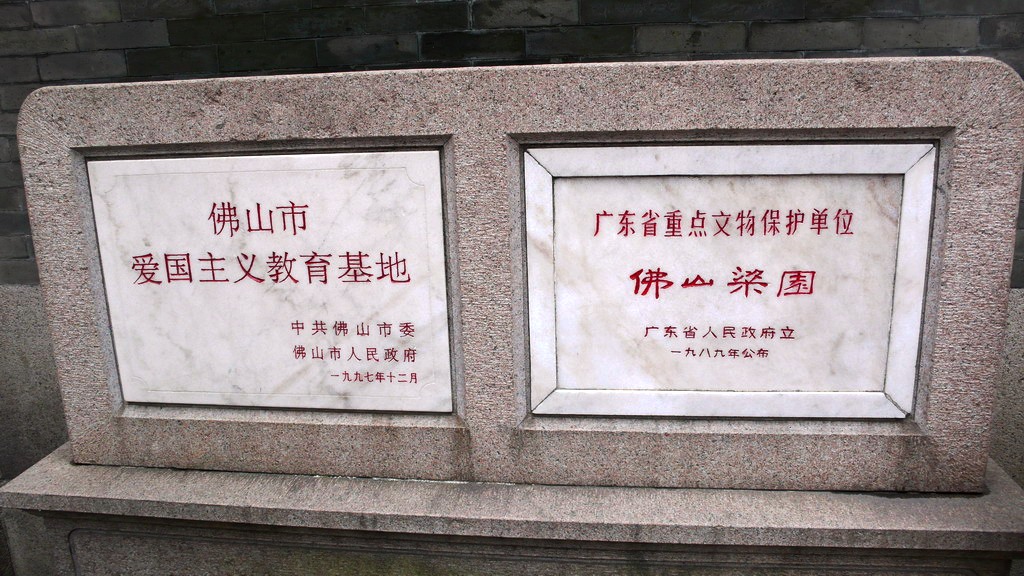 佛山市
爱国主义教育基地
中共佛山市委
佛山市人民政府
一九九七年十二月
广东省重点文物保护单位
佛山梁园
广东省人民政府立
一九八九年公布